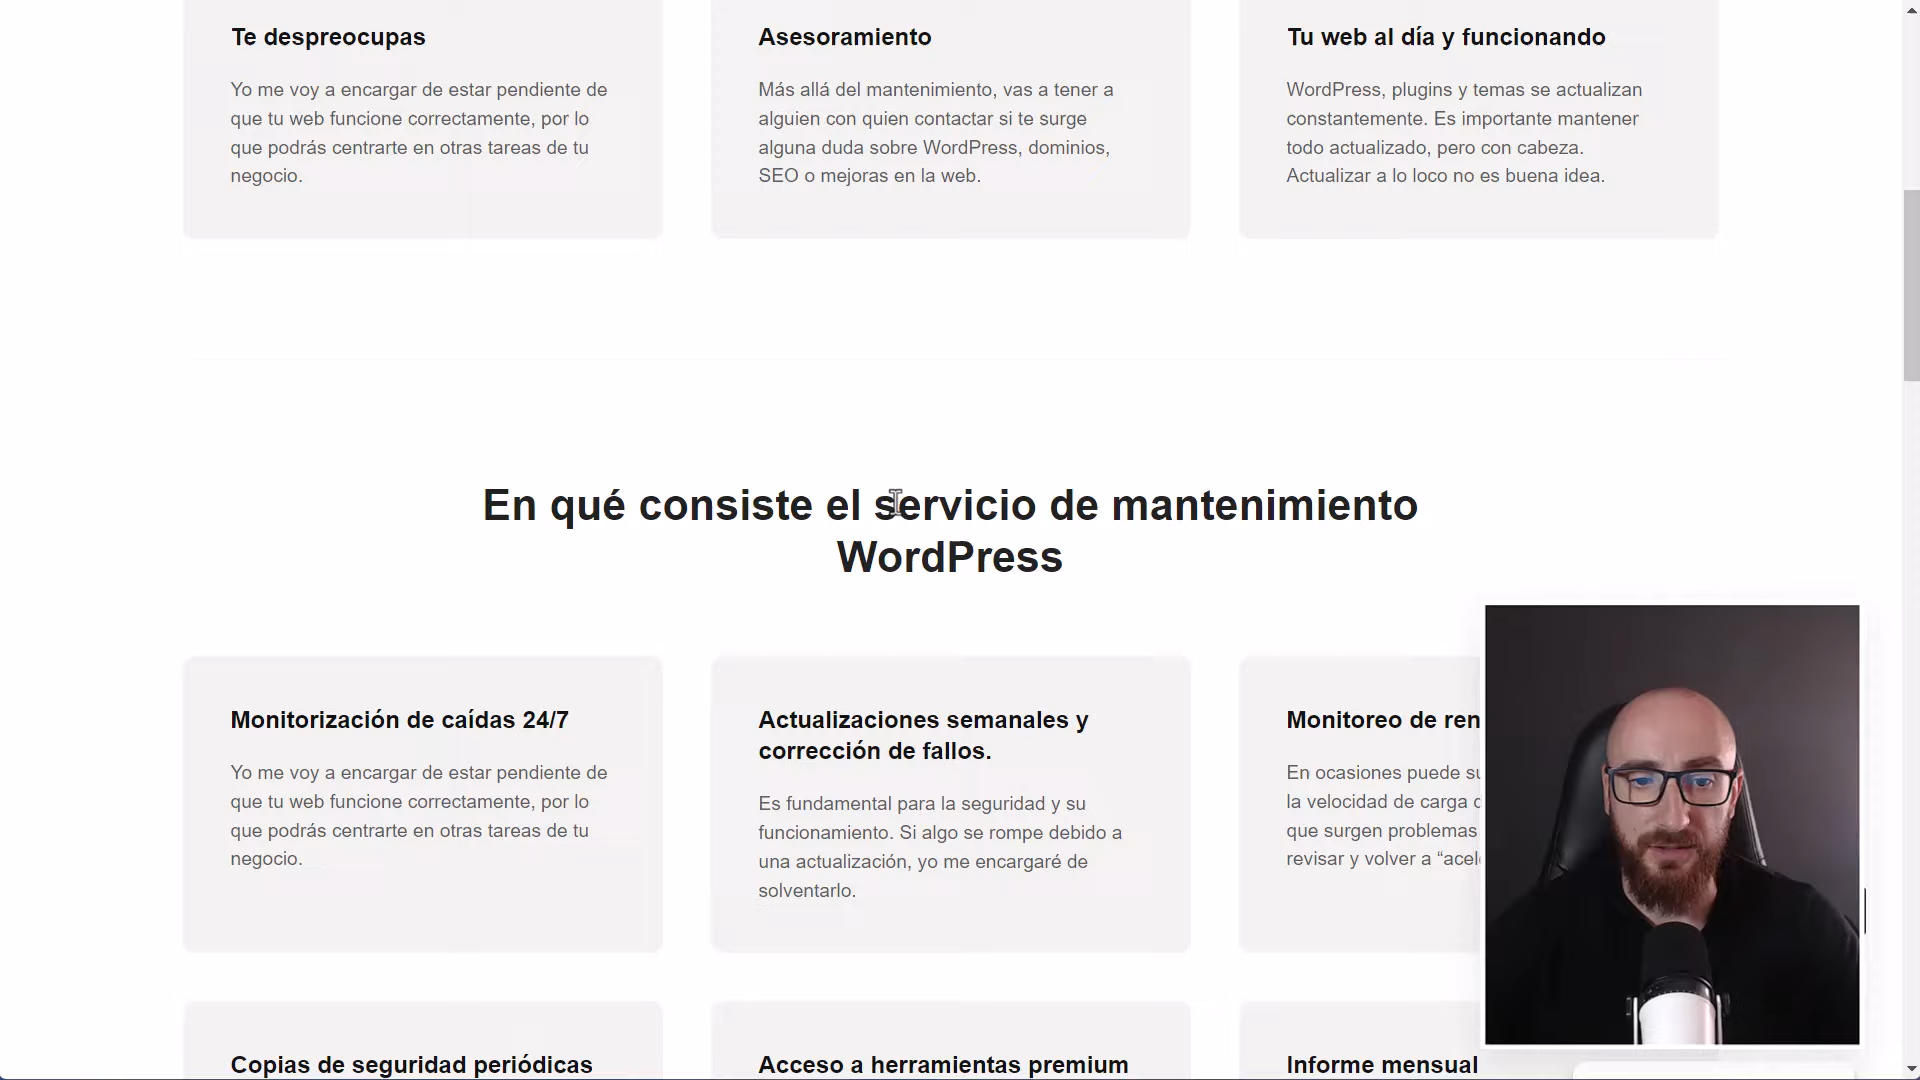 Te despreocupas
Yo me voy a encargar de estar pendiente de
que tu web funcione correctamente, por lo
que podrás centrarte en otras tareas de tu
negocio.
Asesoramiento
Más allá del mantenimiento, vas a tener a
alguien con quien contactar si te surge
alguna duda sobre WordPress, dominios,
SEO o mejoras en la web.
Tu web al día y funcionando
WordPress, plugins y temas se actualizan
constantemente. Es importante mantener
todo actualizado, pero con cabeza.
Actualizar a lo loco no es buena idea.
En qué consiste el servicio de mantenimiento
WordPress
Monitorización de caídas 24/7
Yo me voy a encargar de estar pendiente de
que tu web funcione correctamente, por lo
que podrás centrarte en otras tareas de tu
negocio.
Actualizaciones semanales y
corrección de fallos.
Es fundamental para la seguridad y su
funcionamiento. Si algo se rompe debido a
una actualización, yo me encargaré de
solventarlo.
Monitoreo de ren
En ocasiones puede su
la velocidad de carga
que surgen problemas
revisar y volver a “acel
Copias de seguridad periódicas
Acceso a herramientas premium
Informe mensual